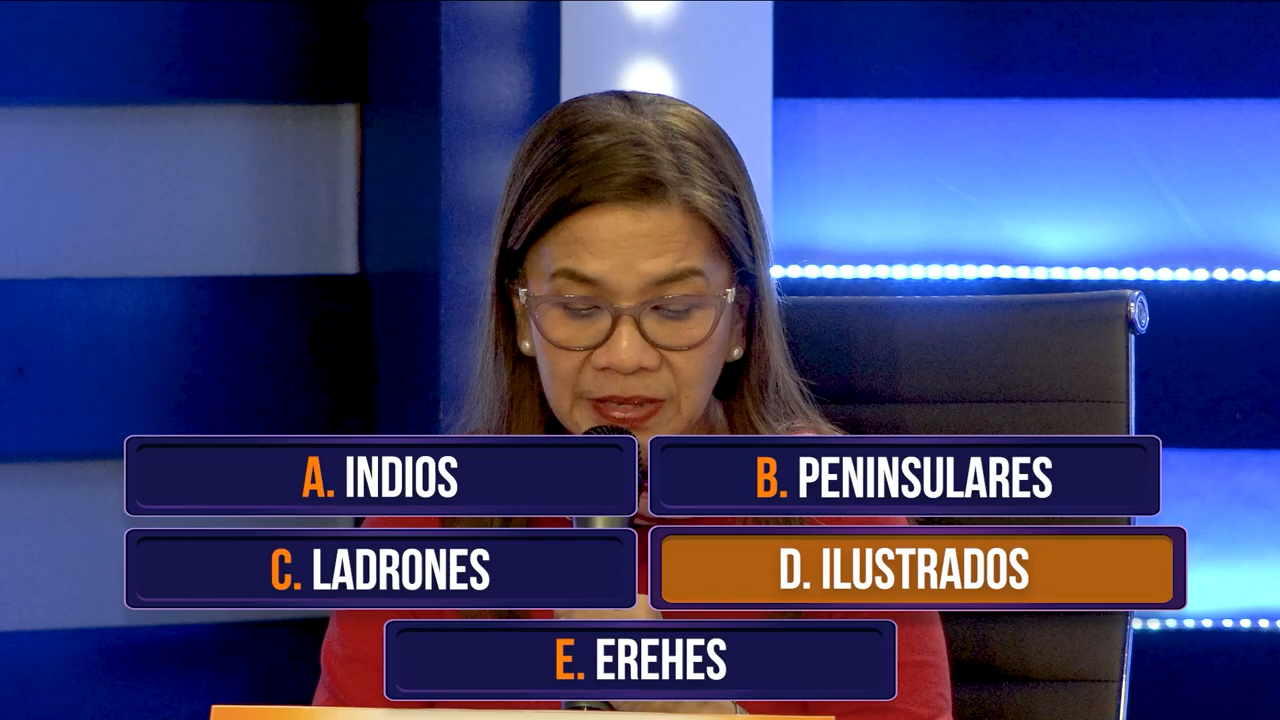 A. INDIOS
B. PENINSULARES
C. LADRONES
D. ILUSTRADOS
E. EREHES